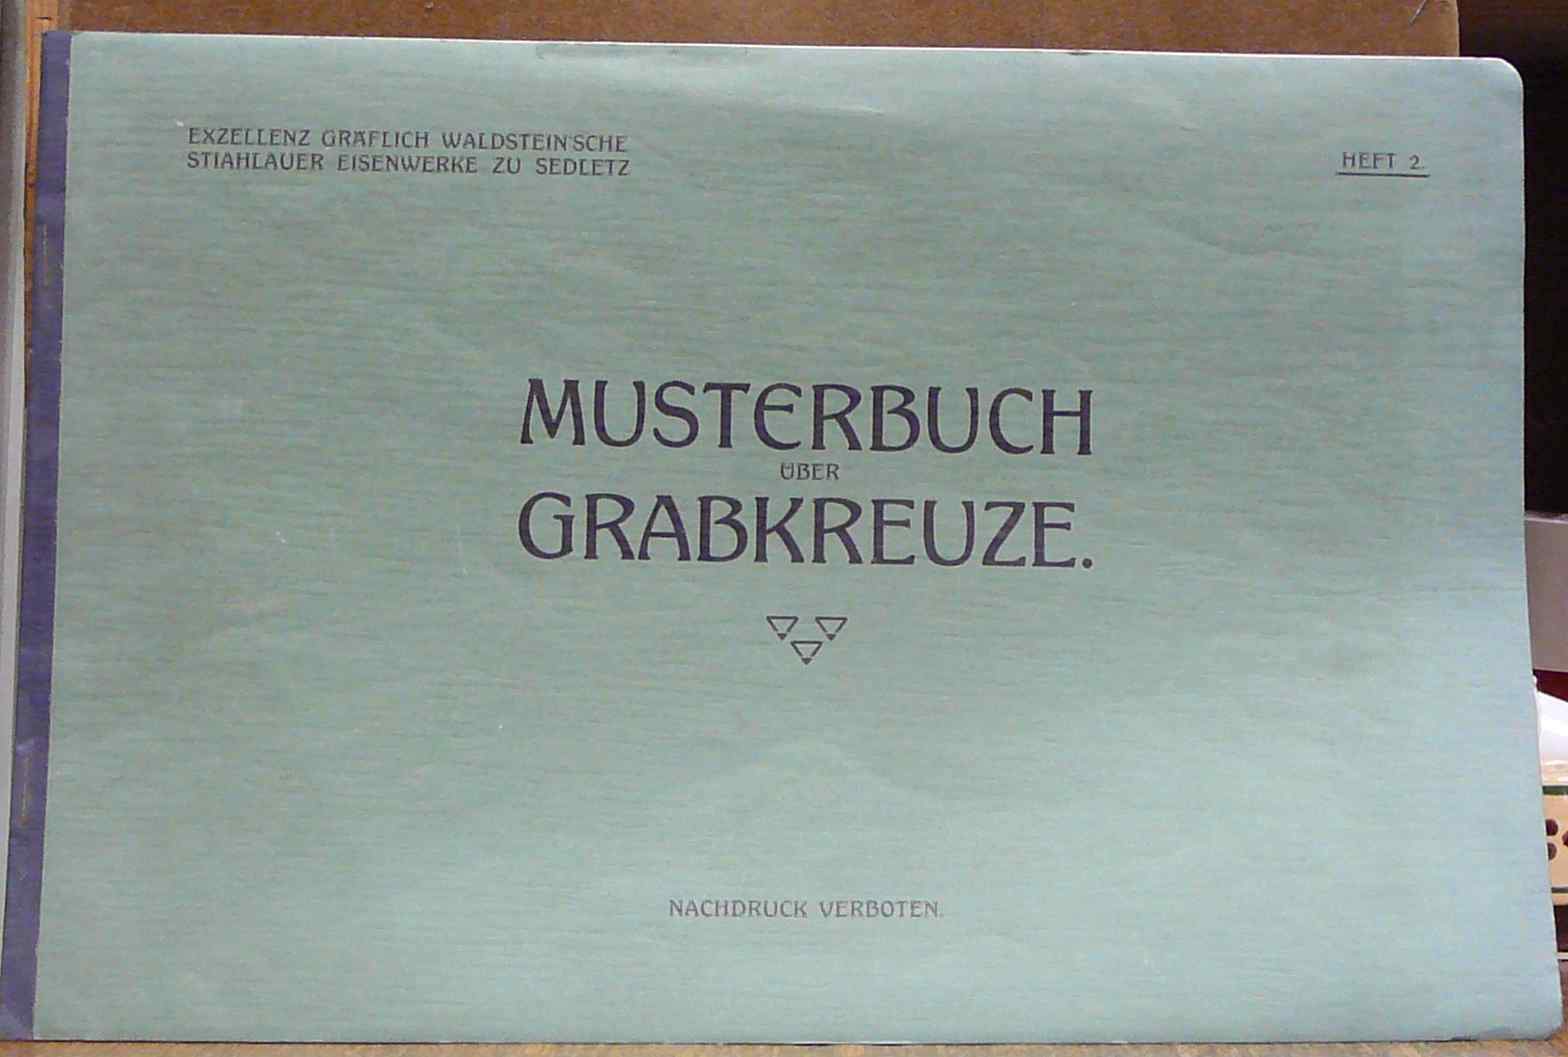 EXZELLENZ GRÄFLICH WALDSTEIN'SCHE
STIAHLAUER EISENWERKE ZU SEDLETZ
HEFT 2
MUSTERBUCH
ÜBER
GRABKREUZE.
NACHDRUCK VERBOTEN.